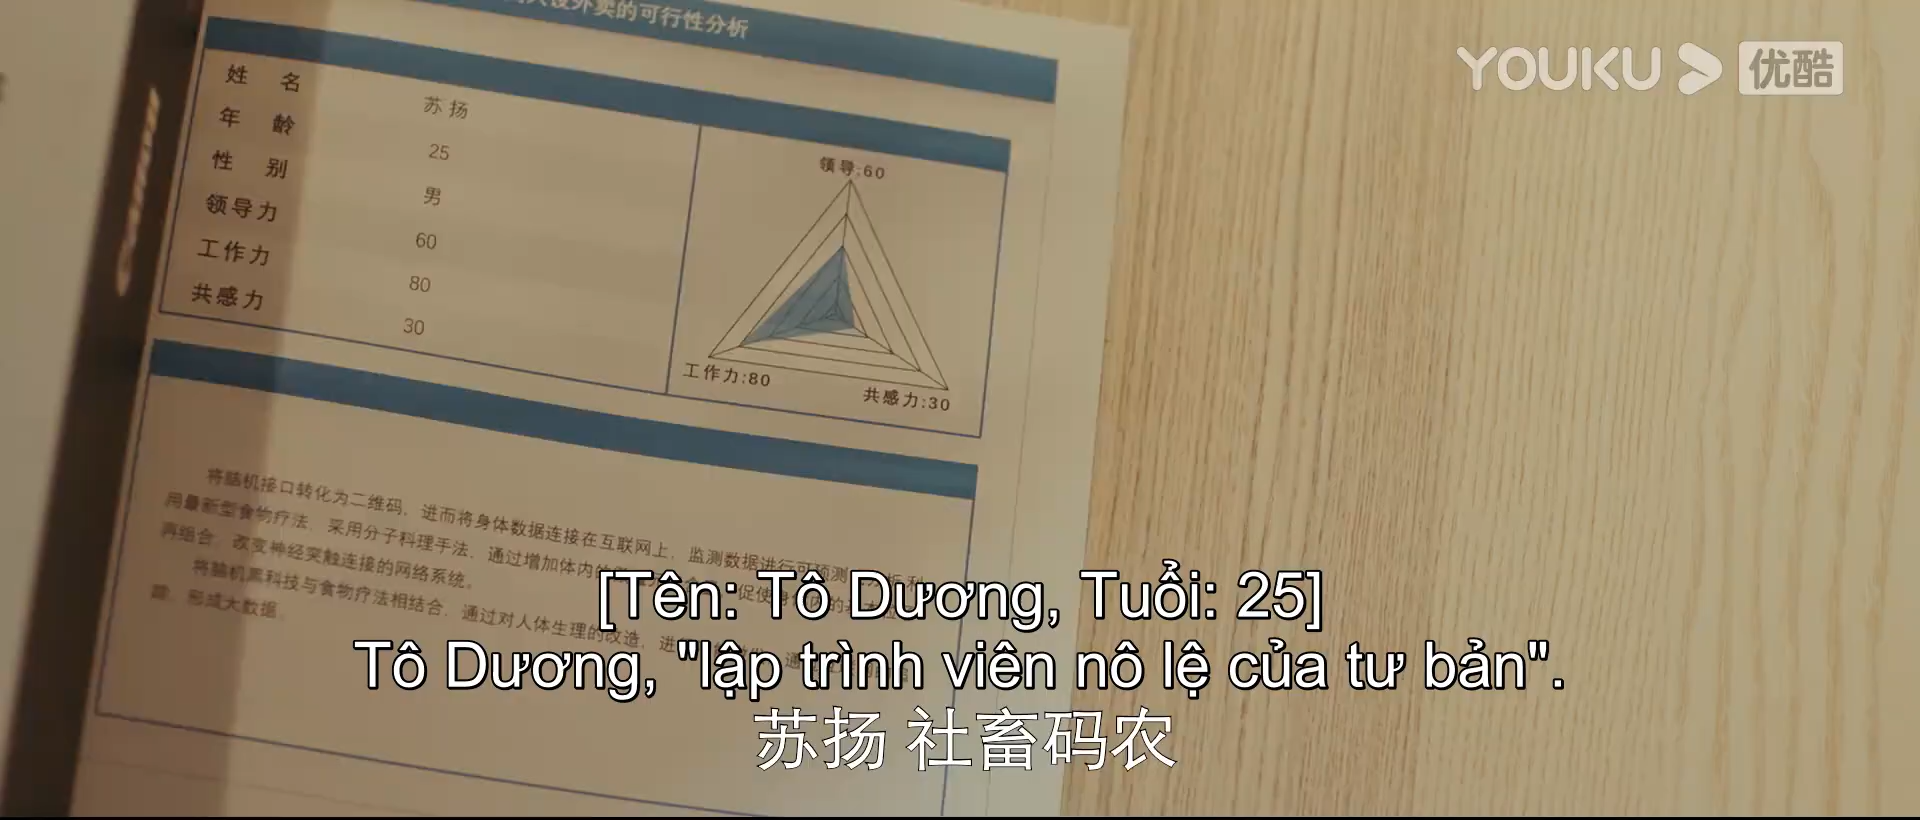 YOUKU 优酷
外卖的可行性分析
姓 名 苏扬
年 龄 25
性 别 男
领导力 60
工作力 80
共感力 30
领导:60
工作力:80
共感力:30
将脑机接口转化为二维码，进而将身体数据连接在互联网上，监测数据进行可预测
用最新型食物疗法，采用分子料理手法，通过增加体内的
再组合，改变神经突触连接的网络系统。
将脑机黑科技与食物疗法相结合，通过对人体生理的改造，
形成大数据。
[Tên: Tô Dương, Tuổi: 25]
Tô Dương, "lập trình viên nô lệ của tư bản".
苏扬 社畜码农